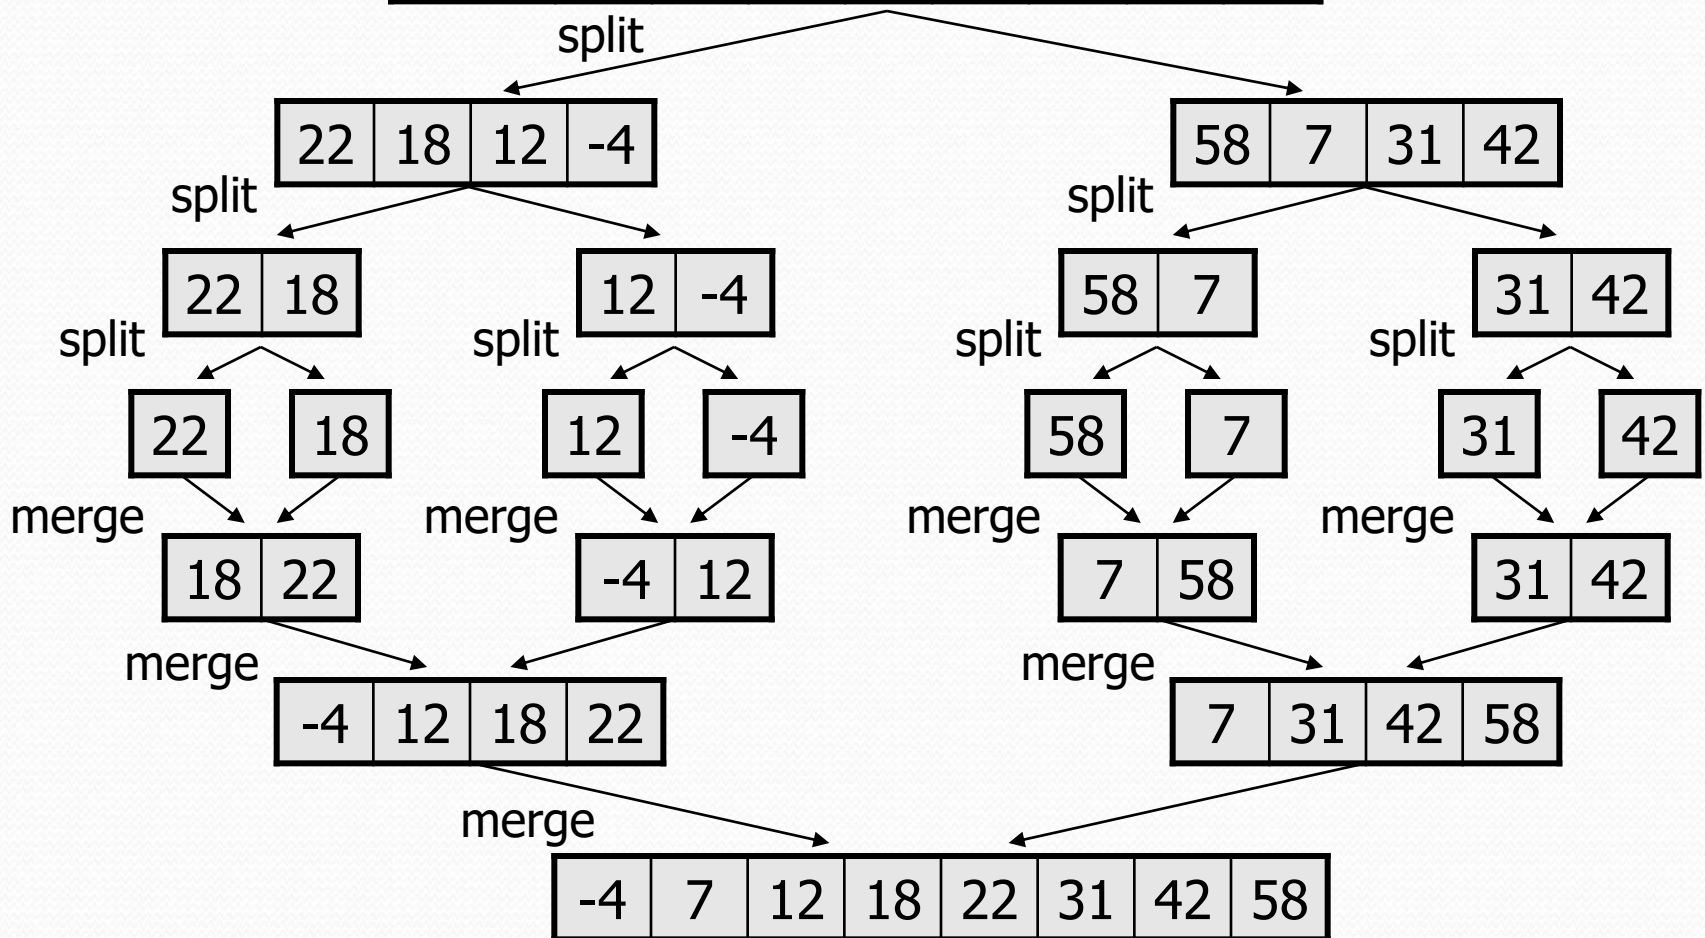 split
22 18 12 -4 58 7 31 42
split split
22 18 12 -4 58 7 31 42
split split split split
22 18 12 -4 58 7 31 42
merge merge merge merge
18 22 -4 12 7 58 31 42
merge merge
-4 12 18 22 7 31 42 58
merge
-4 7 12 18 22 31 42 58